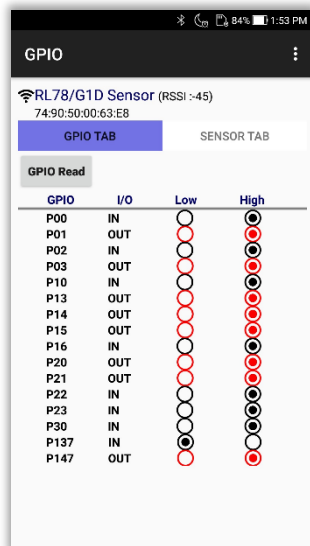 84% 1:53 PM
GPIO
RL78/G1D Sensor (RSSI :-45)
74:90:50:00:63:E8
GPIO TAB SENSOR TAB
GPIO Read
GPIO I/O Low High
P00 IN
P01 OUT
P02 IN
P03 OUT
P10 IN
P13 OUT
P14 OUT
P15 OUT
P16 IN
P20 OUT
P21 OUT
P22 IN
P23 IN
P30 IN
P137 IN
P147 OUT